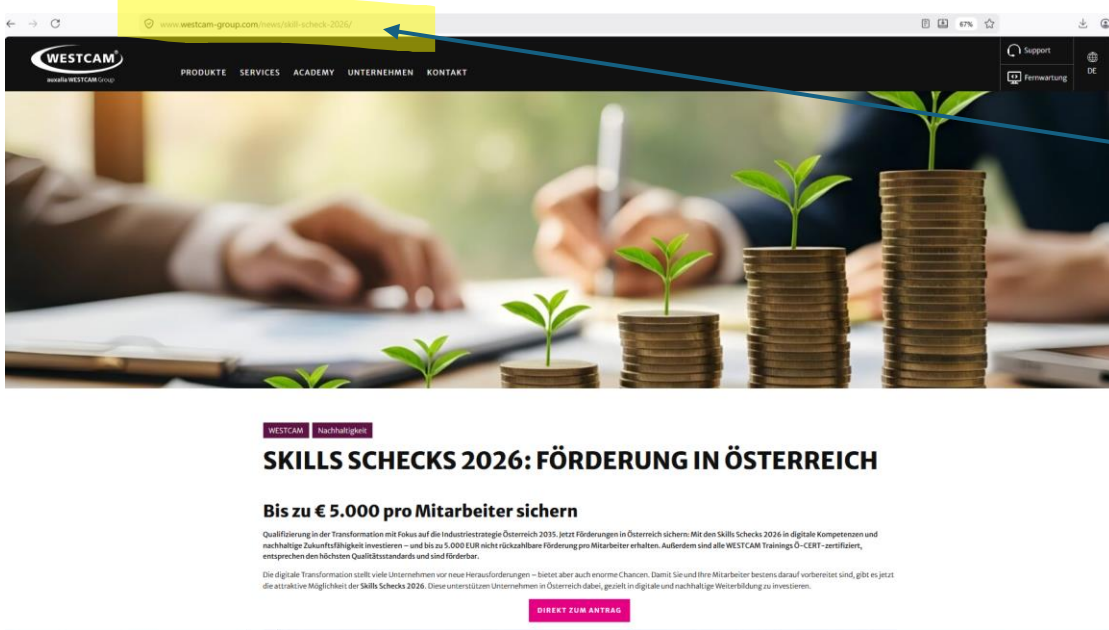 www.westcam-group.com/news/skill-scheck-2026/
67%
WESTCAM®
auxalia WESTCAM Group
PRODUKTE SERVICES ACADEMY UNTERNEHMEN KONTAKT
Support
Fernwartung
DE
WESTCAM Nachhaltigkeit
SKILLS SCHECKS 2026: FÖRDERUNG IN ÖSTERREICH
Bis zu € 5.000 pro Mitarbeiter sichern
Qualifizierung in der Transformation mit Fokus auf die Industriestrategie Österreich 2035. Jetzt Förderungen in Österreich sichern: Mit den Skills Schecks 2026 in digitale Kompetenzen und
nachhaltige Zukunftsfähigkeit investieren – und bis zu 5.000 EUR nicht rückzahlbare Förderung pro Mitarbeiter erhalten. Außerdem sind alle WESTCAM Trainings Ö-CERT-zertifiziert,
entsprechen den höchsten Qualitätsstandards und sind förderbar.
Die digitale Transformation stellt viele Unternehmen vor neue Herausforderungen – bietet aber auch enorme Chancen. Damit Sie und Ihre Mitarbeiter bestens darauf vorbereitet sind, gibt es jetzt
die attraktive Möglichkeit der Skills Schecks 2026. Diese unterstützen Unternehmen in Österreich dabei, gezielt in digitale und nachhaltige Weiterbildung zu investieren.
DIREKT ZUM ANTRAG